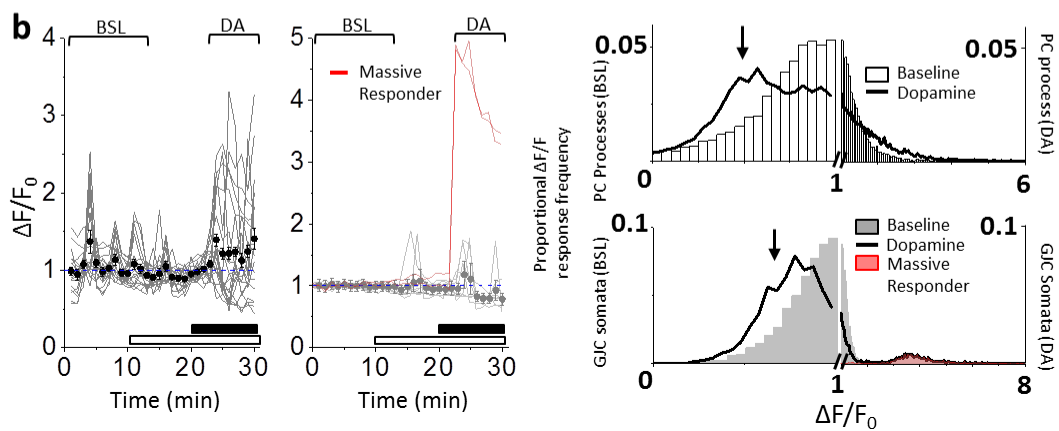 b
BSL
DA
ΔF/F0
4
3
2
1
0
0
10
20
30
Time (min)
BSL
DA
5
4
3
2
1
0
Massive
Responder
0
10
20
30
Time (min)
Proportional ΔF/F
response frequency
PC Processes (BSL)
0.05
0.05
PC process (DA)
Baseline
Dopamine
0
1
6
GJC somata (BSL)
0.1
0.1
GJC Somata (DA)
Baseline
Dopamine
Massive
Responder
0
1
8
ΔF/F0